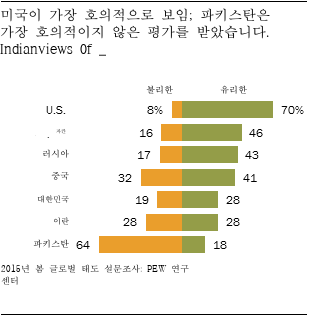 미국이 가장 호의적으로 보임; 파키스탄은
가장 호의적이지 않은 평가를 받았습니다.
Indianviews 0f _
불리한 유리한
U.S. 8% 70%
16 46
러시아 17 43
중국 32 41
대한민국 19 28
이란 28 28
파키스탄 64 18
2015년 봄 글로벌 태도 설문조사: PEW 연구
센터